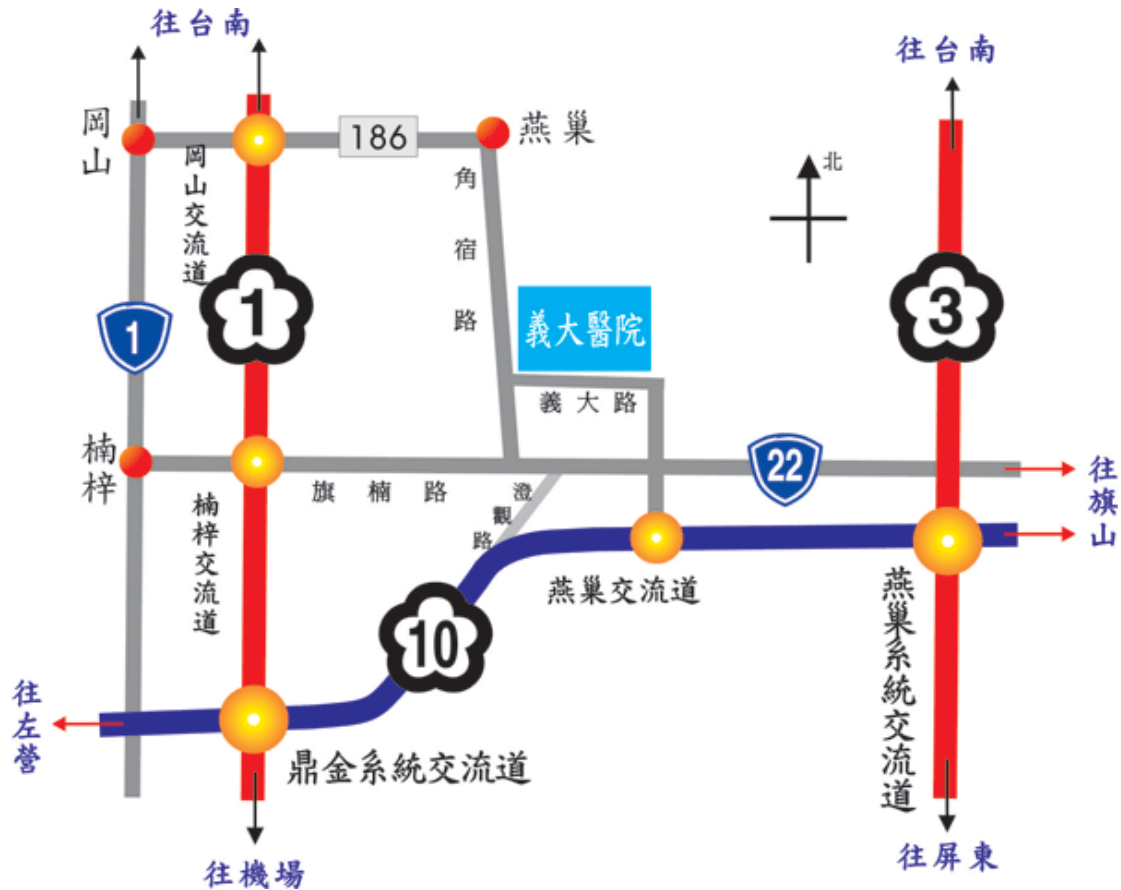 往台南
往台南
岡山
186
燕巢
北
岡山交流道
角宿路
1
1
義大醫院
3
義大路
楠梓
22
往旗山
旗楠路
澄觀路
楠梓交流道
燕巢交流道
燕巢系統交流道
10
往左營
鼎金系統交流道
往機場
往屏東